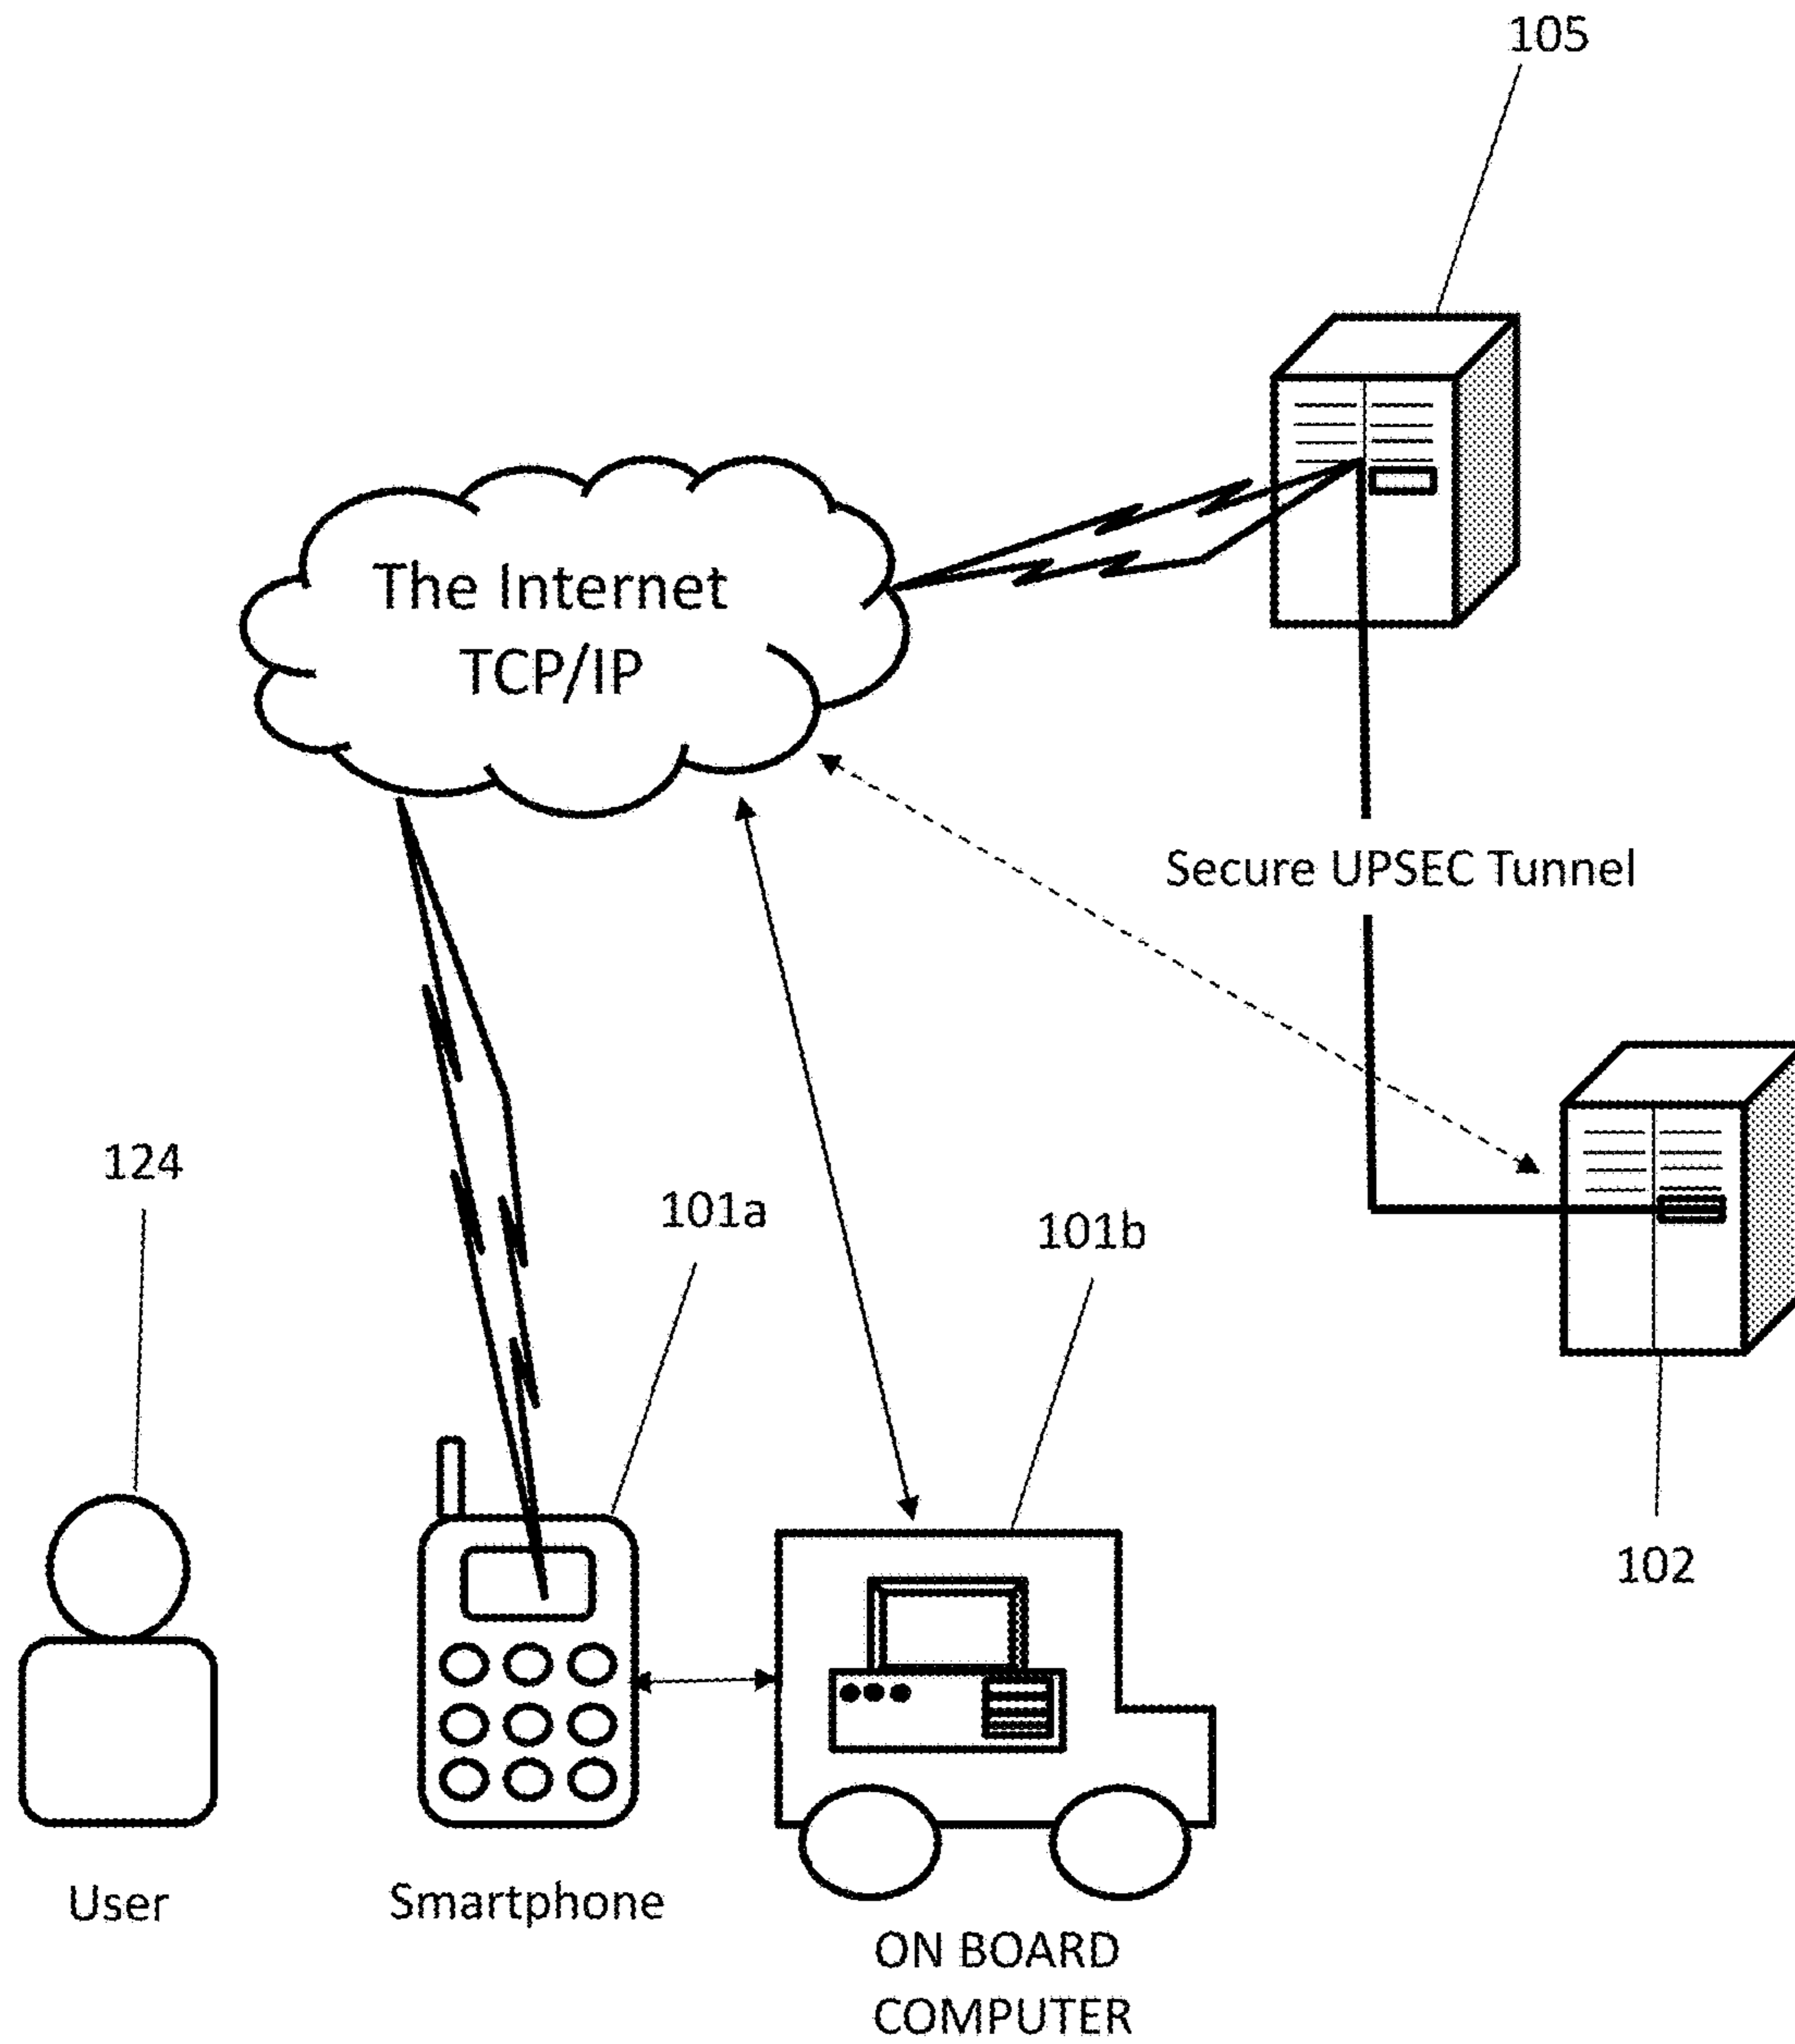 105
The Internet
TCP/IP
Secure UPSEC Tunnel
124
101a
101b
102
User
Smartphone
ON BOARD
COMPUTER